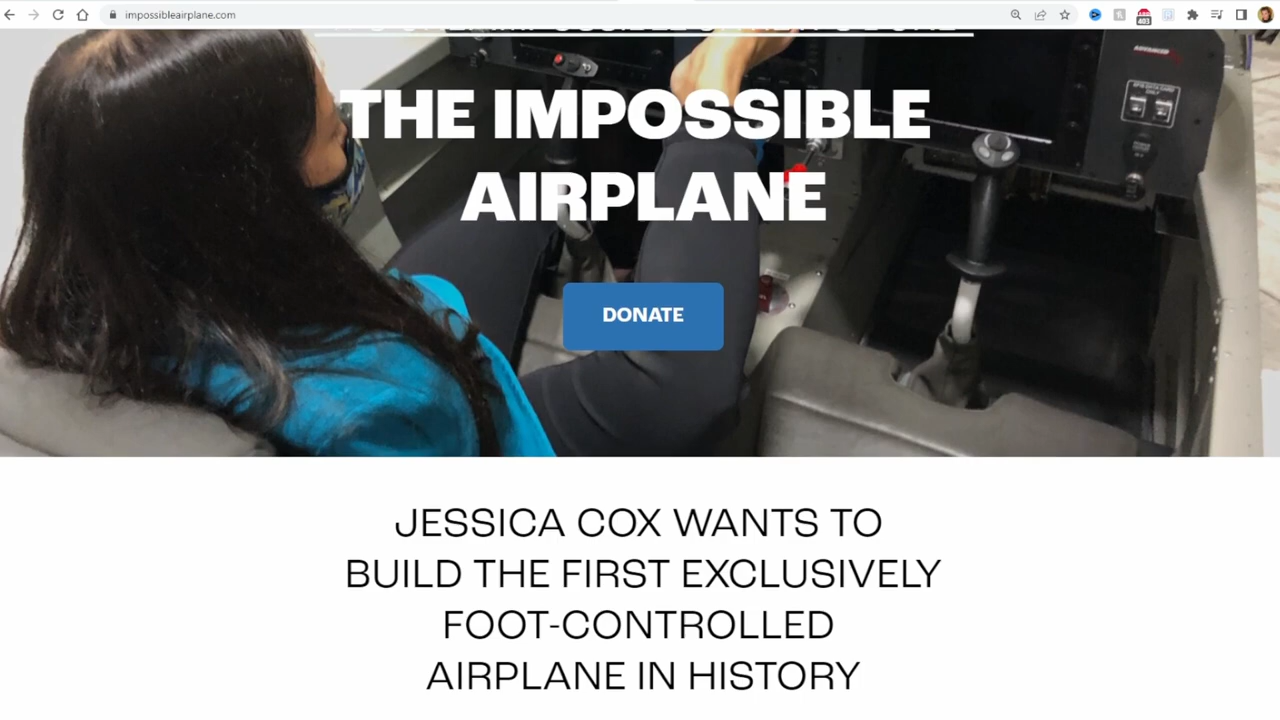 impossibleairplane.com
403
THE IMPOSSIBLE
AIRPLANE
DONATE
JESSICA COX WANTS TO
BUILD THE FIRST EXCLUSIVELY
FOOT-CONTROLLED
AIRPLANE IN HISTORY